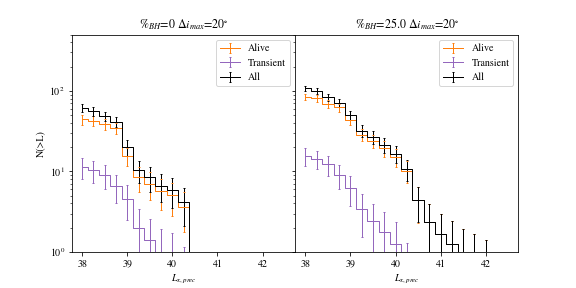 %BH=0 Δimax=20° %BH=25.0 Δimax=20°
Alive
Transient
All
Alive
Transient
All
N(>L)
10²
10¹
10⁰
38 39 40 41 42
38 39 40 41 42
Lx,prec Lx,prec